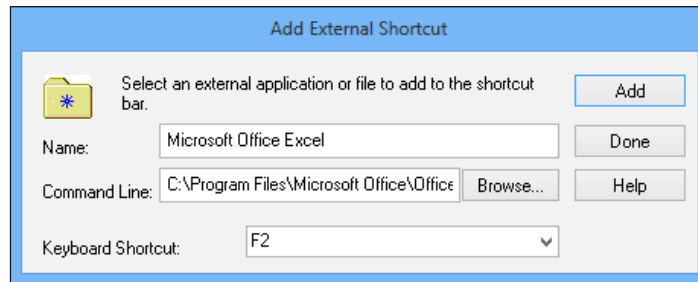 Add External Shortcut
Select an external application or file to add to the shortcut
bar.
Add
Name: Microsoft Office Excel Done
Command Line: C:\Program Files\Microsoft Office\Office Browse... Help
Keyboard Shortcut: F2